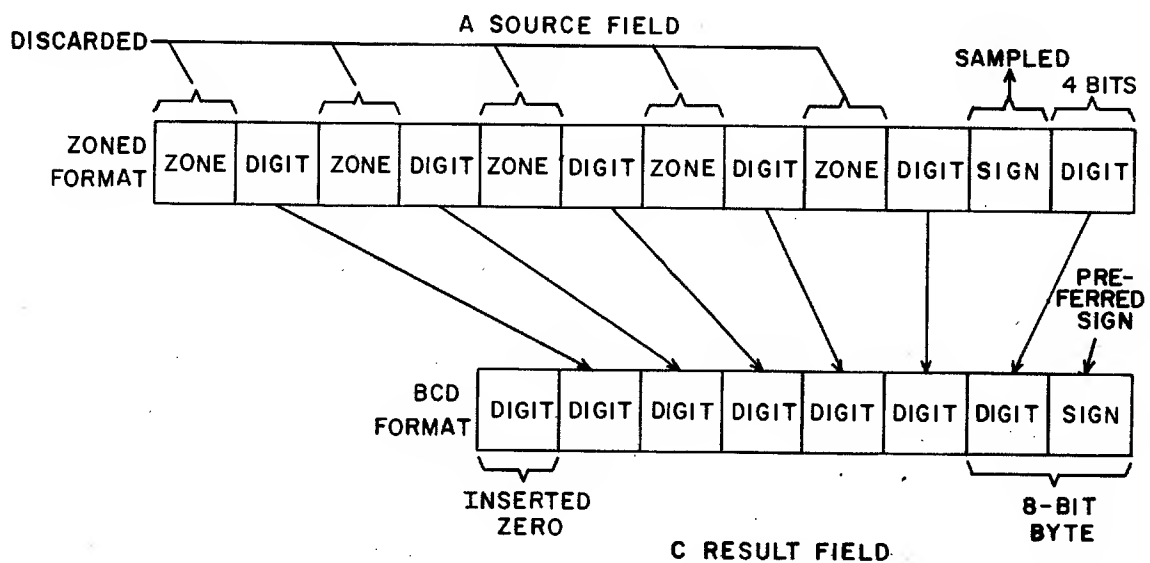 A SOURCE FIELD
DISCARDED
SAMPLED
4 BITS
ZONED
FORMAT
ZONE DIGIT ZONE DIGIT ZONE DIGIT ZONE DIGIT ZONE DIGIT SIGN DIGIT
PRE-
FERRED
SIGN
BCD
FORMAT
DIGIT DIGIT DIGIT DIGIT DIGIT DIGIT DIGIT SIGN
INSERTED
ZERO
8-BIT
BYTE
C RESULT FIELD